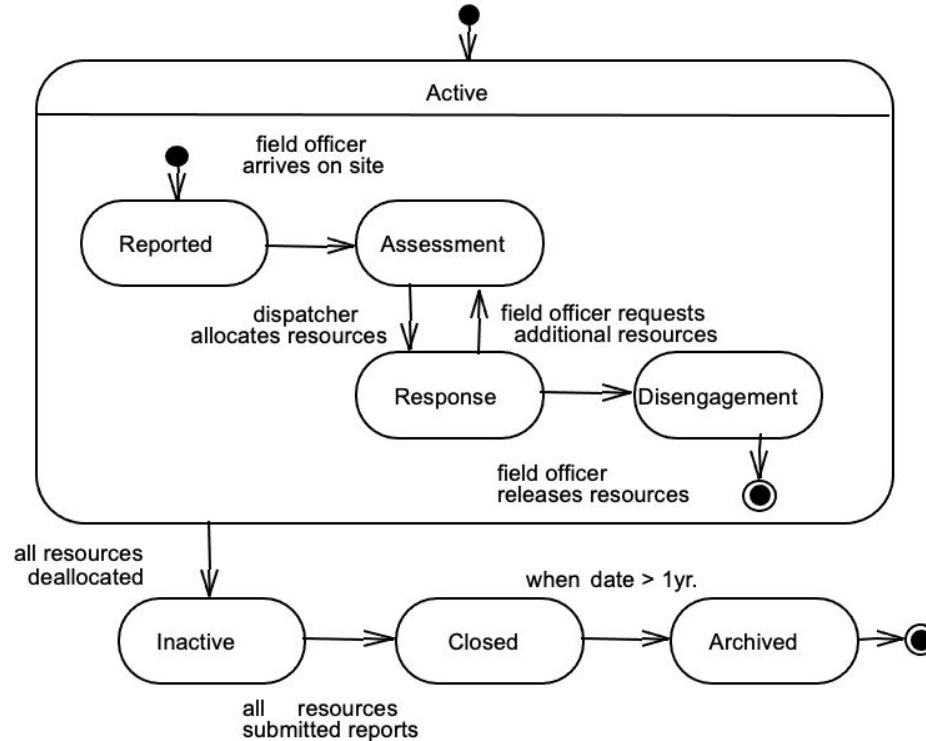 Active
field officer
arrives on site
Reported
Assessment
dispatcher
allocates resources
field officer requests
additional resources
Response
Disengagement
field officer
releases resources
all resources
deallocated
when date > 1yr.
Inactive
Closed
Archived
all resources
submitted reports